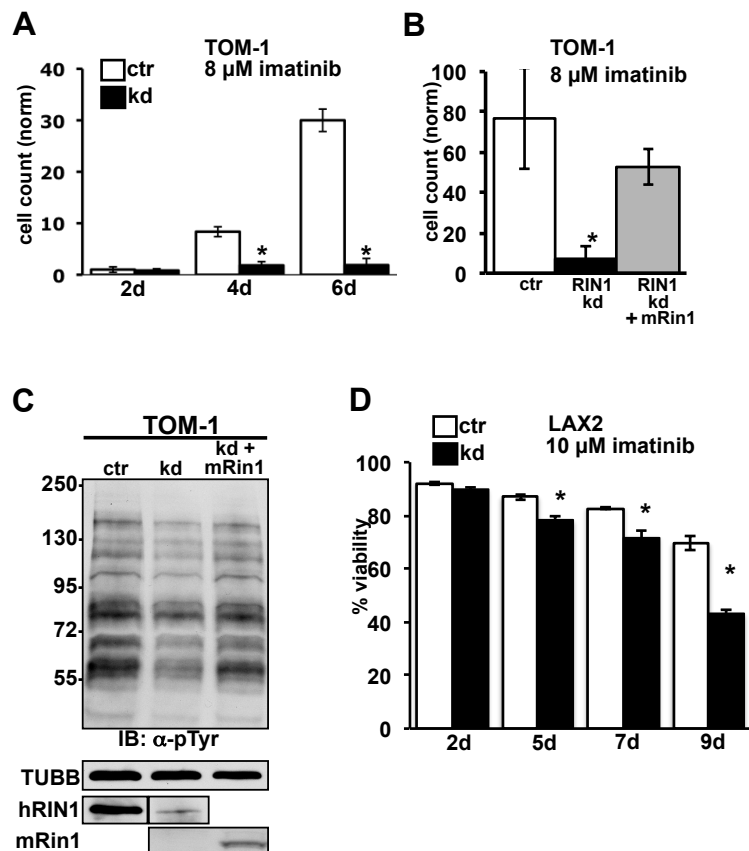 A
TOM-1
8 µM imatinib
ctr
kd
cell count (norm)
40
30
20
10
0
*
*
2d
4d
6d
B
TOM-1
8 µM imatinib
cell count (norm)
100
80
60
40
20
0
*
ctr
RIN1
kd
RIN1
kd
+ mRin1
C
TOM-1
ctr
kd
kd +
mRin1
250
130
95
72
55
IB: α-pTyr
TUBB
hRIN1
mRin1
D
LAX2
10 µM imatinib
ctr
kd
% viability
100
80
60
40
20
0
*
*
*
2d
5d
7d
9d